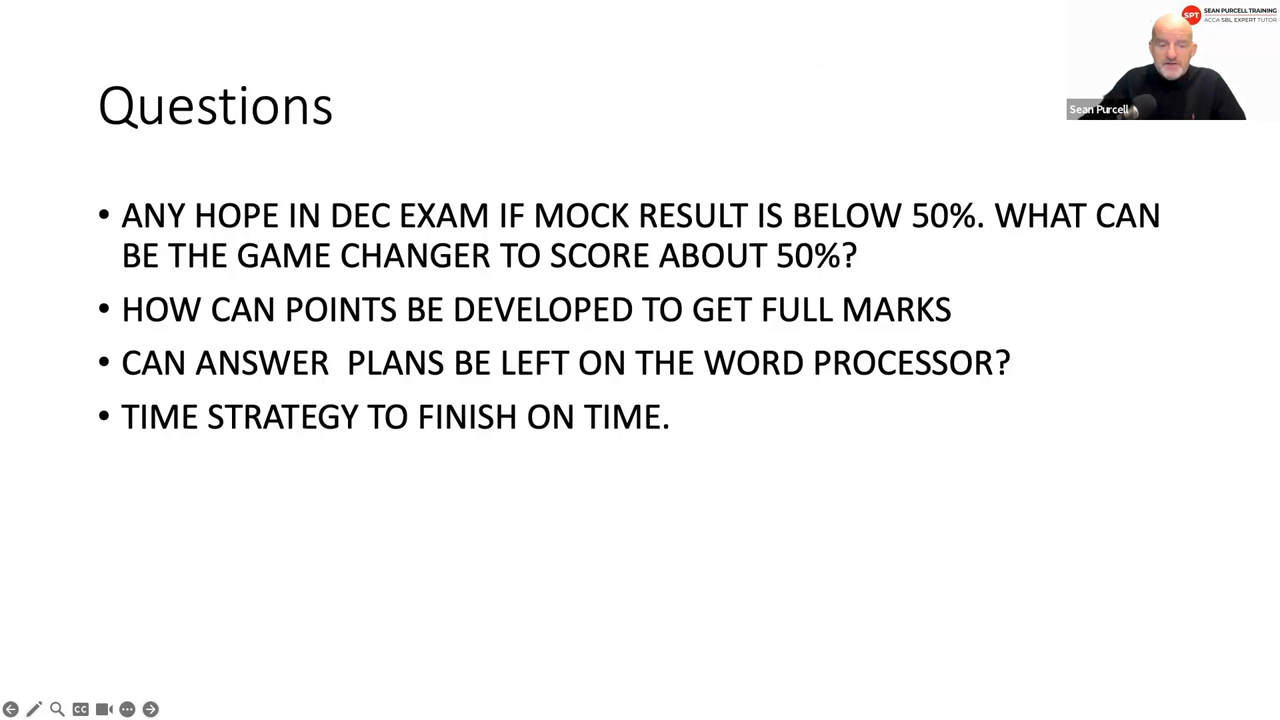 SPT SEAN PURCELL TRAINING
ACCA SBL EXPERT TUTOR
Sean Purcell
Questions
• ANY HOPE IN DEC EXAM IF MOCK RESULT IS BELOW 50%. WHAT CAN
BE THE GAME CHANGER TO SCORE ABOUT 50%?
• HOW CAN POINTS BE DEVELOPED TO GET FULL MARKS
• CAN ANSWER  PLANS BE LEFT ON THE WORD PROCESSOR?
• TIME STRATEGY TO FINISH ON TIME.
CC